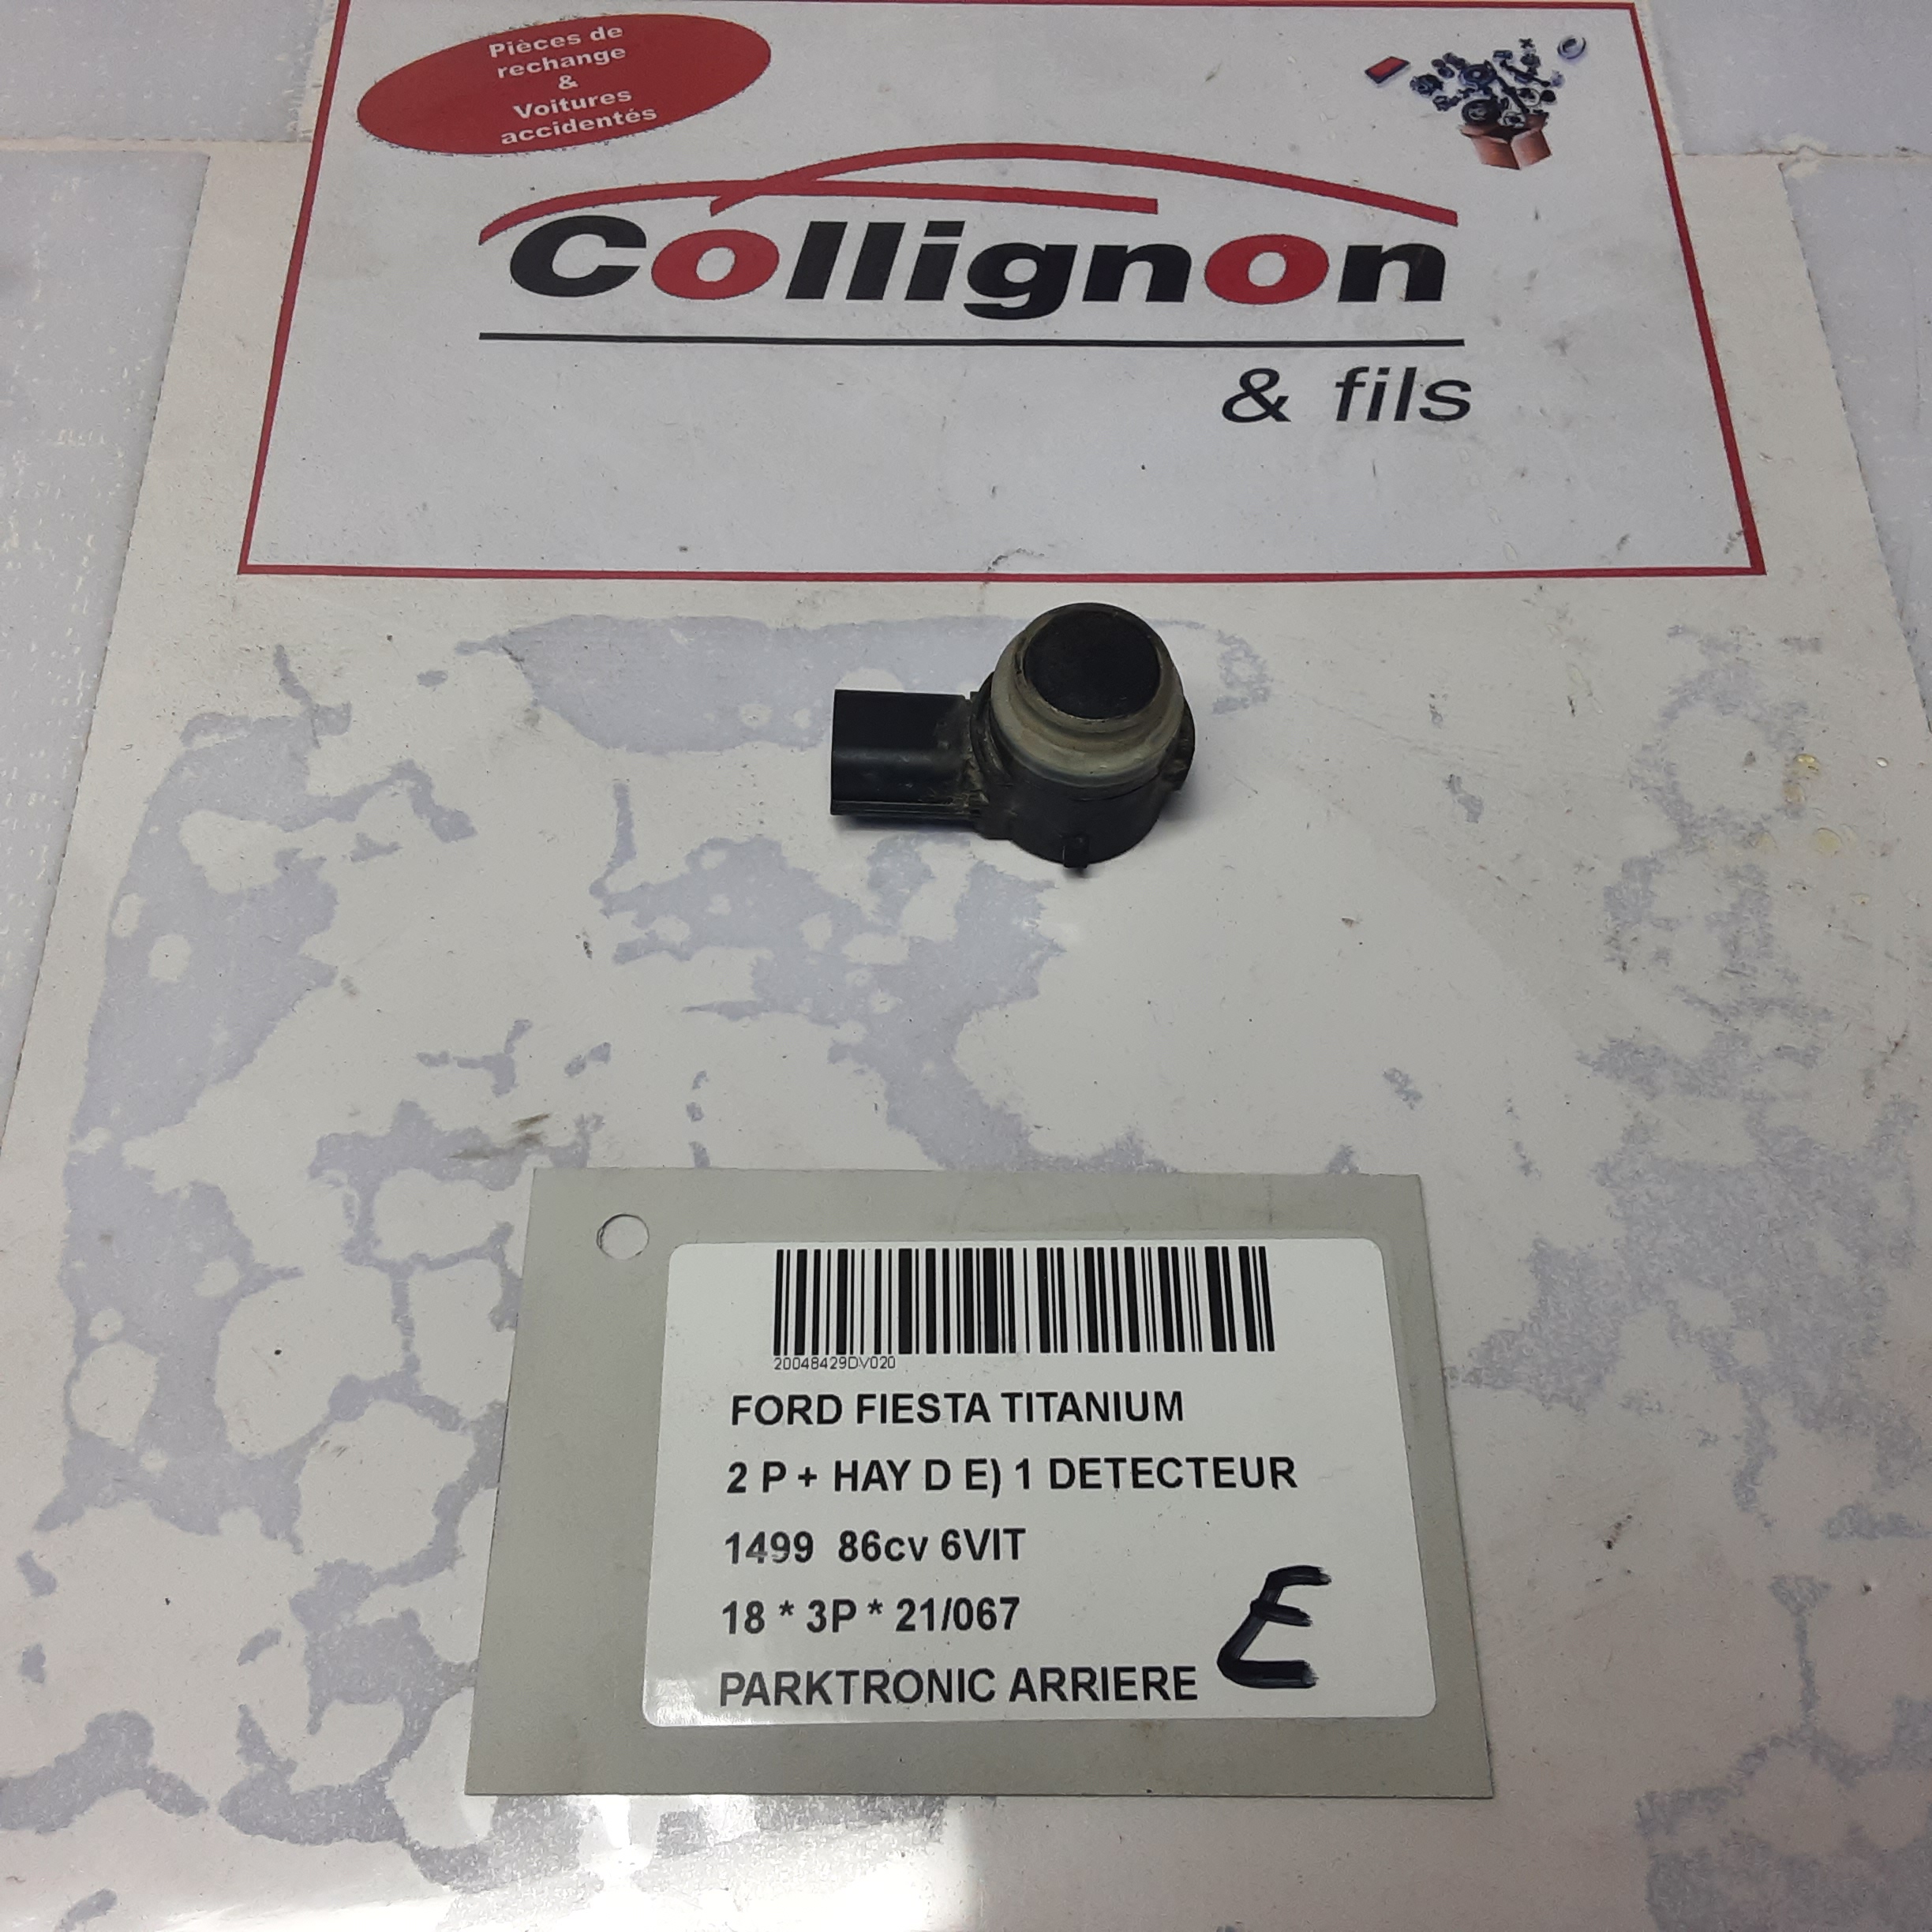 Pièces de
rechange
&
Voitures
accidentés
Collignon
& fils
20048429DV020
FORD FIESTA TITANIUM
2 P + HAY D E) 1 DETECTEUR
1499 86cv 6VIT
18 * 3P * 21/067
PARKTRONIC ARRIERE
E